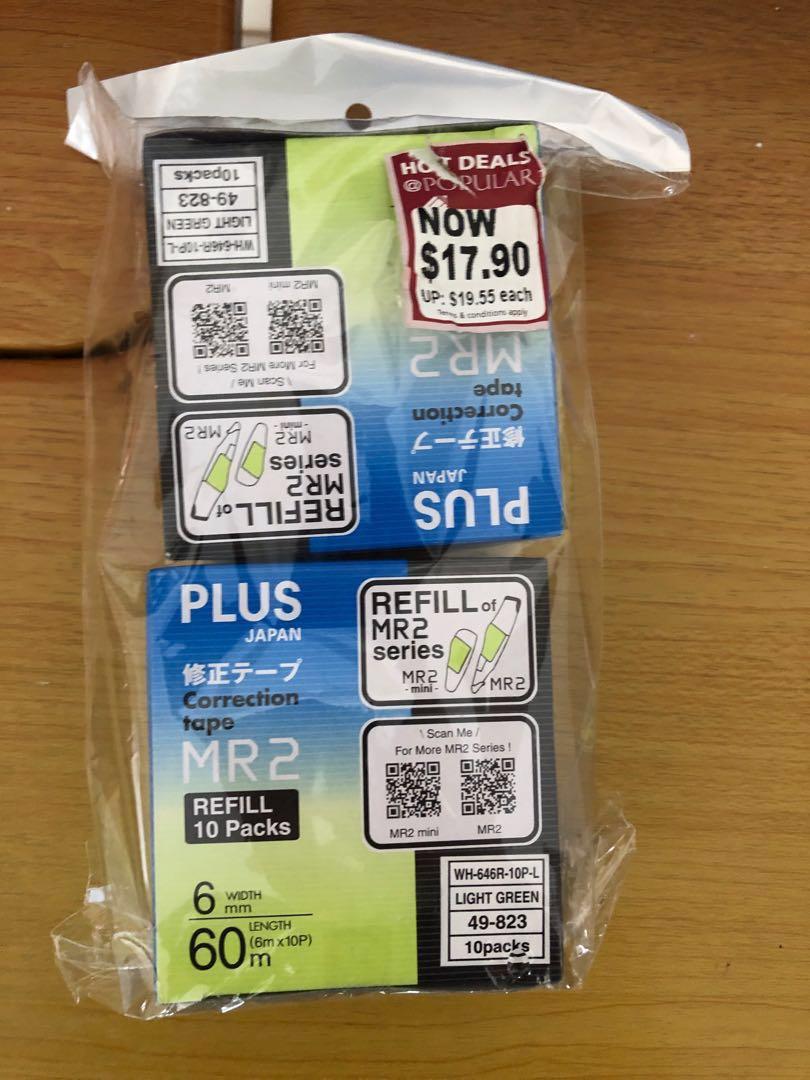 HOT DEALS
@POPULAR
NOW
$17.90
UP: $19.55 each
Terms & conditions apply
10packs
49-823
LIGHT GREEN
WH-646R-10P-L
MR2 MR2 mini
For More MR2 Series !
\ Scan Me /
MR2 MR2
-mini-
REFILL of
MR2
series
MR2
Correction
tape
修正テープ
PLUS
JAPAN
PLUS
JAPAN
修正テープ
Correction
tape
MR2
REFILL
10 Packs
6 WIDTH
mm
60 LENGTH
(6m x10P)
m
REFILL of
MR2
series
MR2
-mini-
MR2
\ Scan Me /
For More MR2 Series !
MR2 mini MR2
WH-646R-10P-L
LIGHT GREEN
49-823
10packs